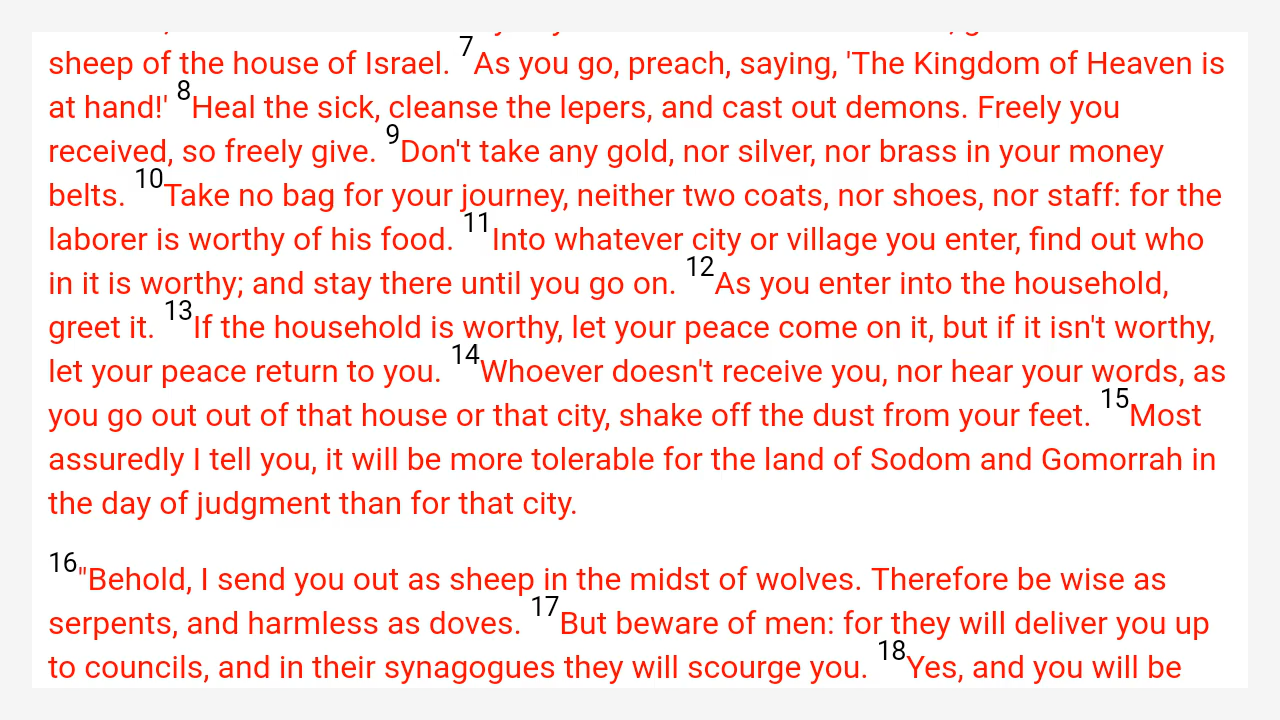 sheep of the house of Israel. 7As you go, preach, saying, 'The Kingdom of Heaven is
at hand!' 8Heal the sick, cleanse the lepers, and cast out demons. Freely you
received, so freely give. 9Don't take any gold, nor silver, nor brass in your money
belts. 10Take no bag for your journey, neither two coats, nor shoes, nor staff: for the
laborer is worthy of his food. 11Into whatever city or village you enter, find out who
in it is worthy; and stay there until you go on. 12As you enter into the household,
greet it. 13If the household is worthy, let your peace come on it, but if it isn't worthy,
let your peace return to you. 14Whoever doesn't receive you, nor hear your words, as
you go out out of that house or that city, shake off the dust from your feet. 15Most
assuredly I tell you, it will be more tolerable for the land of Sodom and Gomorrah in
the day of judgment than for that city.
16"Behold, I send you out as sheep in the midst of wolves. Therefore be wise as
serpents, and harmless as doves. 17But beware of men: for they will deliver you up
to councils, and in their synagogues they will scourge you. 18Yes, and you will be